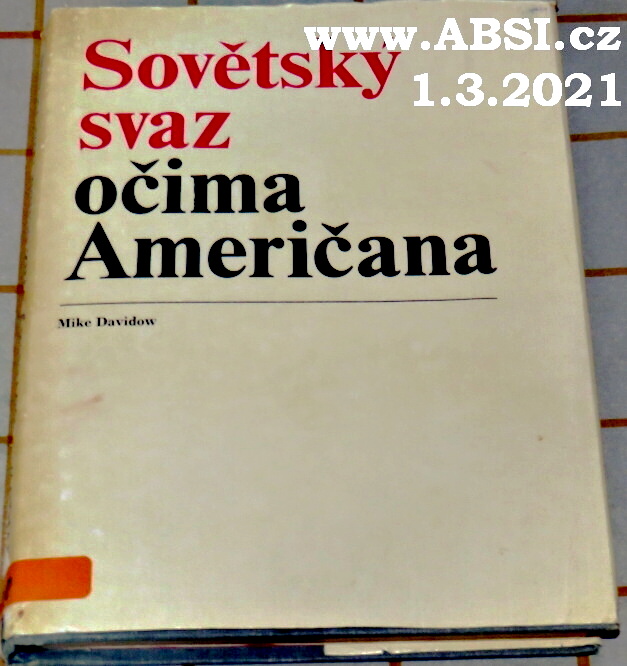 www.ABSI.cz
1.3.2021
Sovětský
svaz
očima
Američana
Mike Davidow